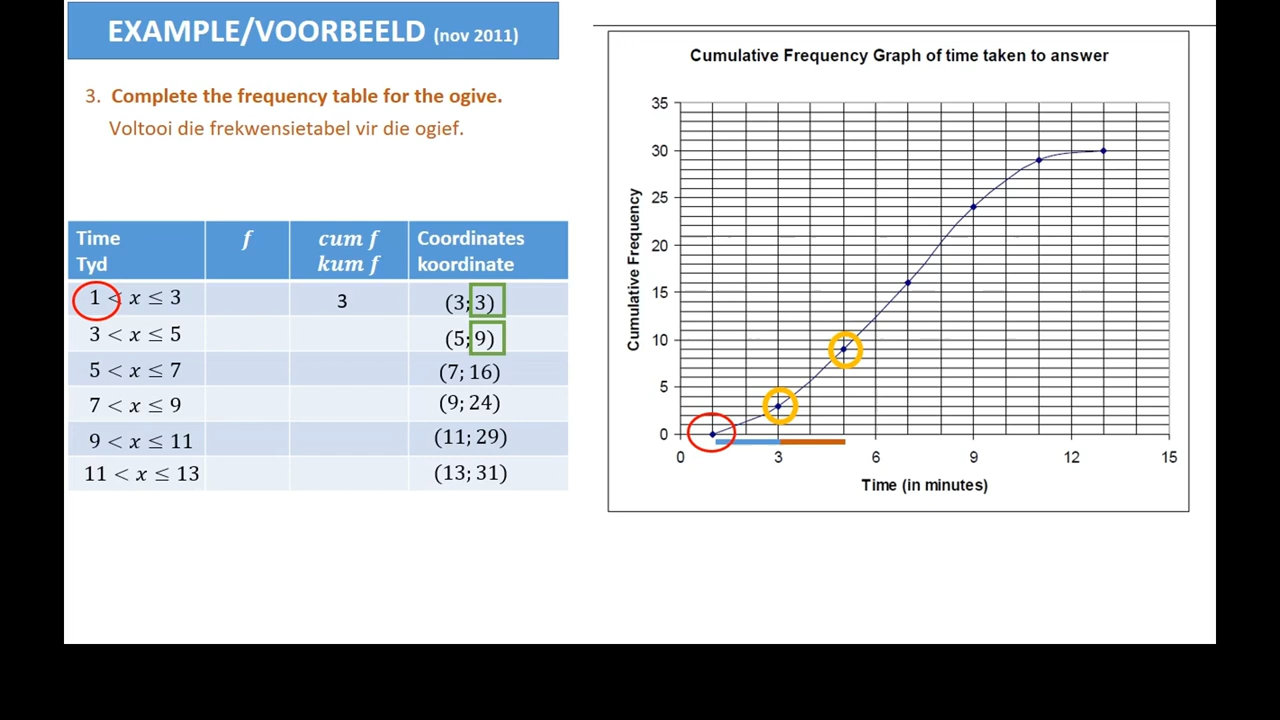 EXAMPLE/VOORBEELD (nov 2011)
3. Complete the frequency table for the ogive.
Voltooi die frekwensietabel vir die ogief.
Time f cum f Coordinates
Tyd kum f koordinate
1 < x ≤ 3 3 (3; 3)
3 < x ≤ 5 (5; 9)
5 < x ≤ 7 (7; 16)
7 < x ≤ 9 (9; 24)
9 < x ≤ 11 (11; 29)
11 < x ≤ 13 (13; 31)
Cumulative Frequency Graph of time taken to answer
Cumulative Frequency
35
30
25
20
15
10
5
0
0 3 6 9 12 15
Time (in minutes)